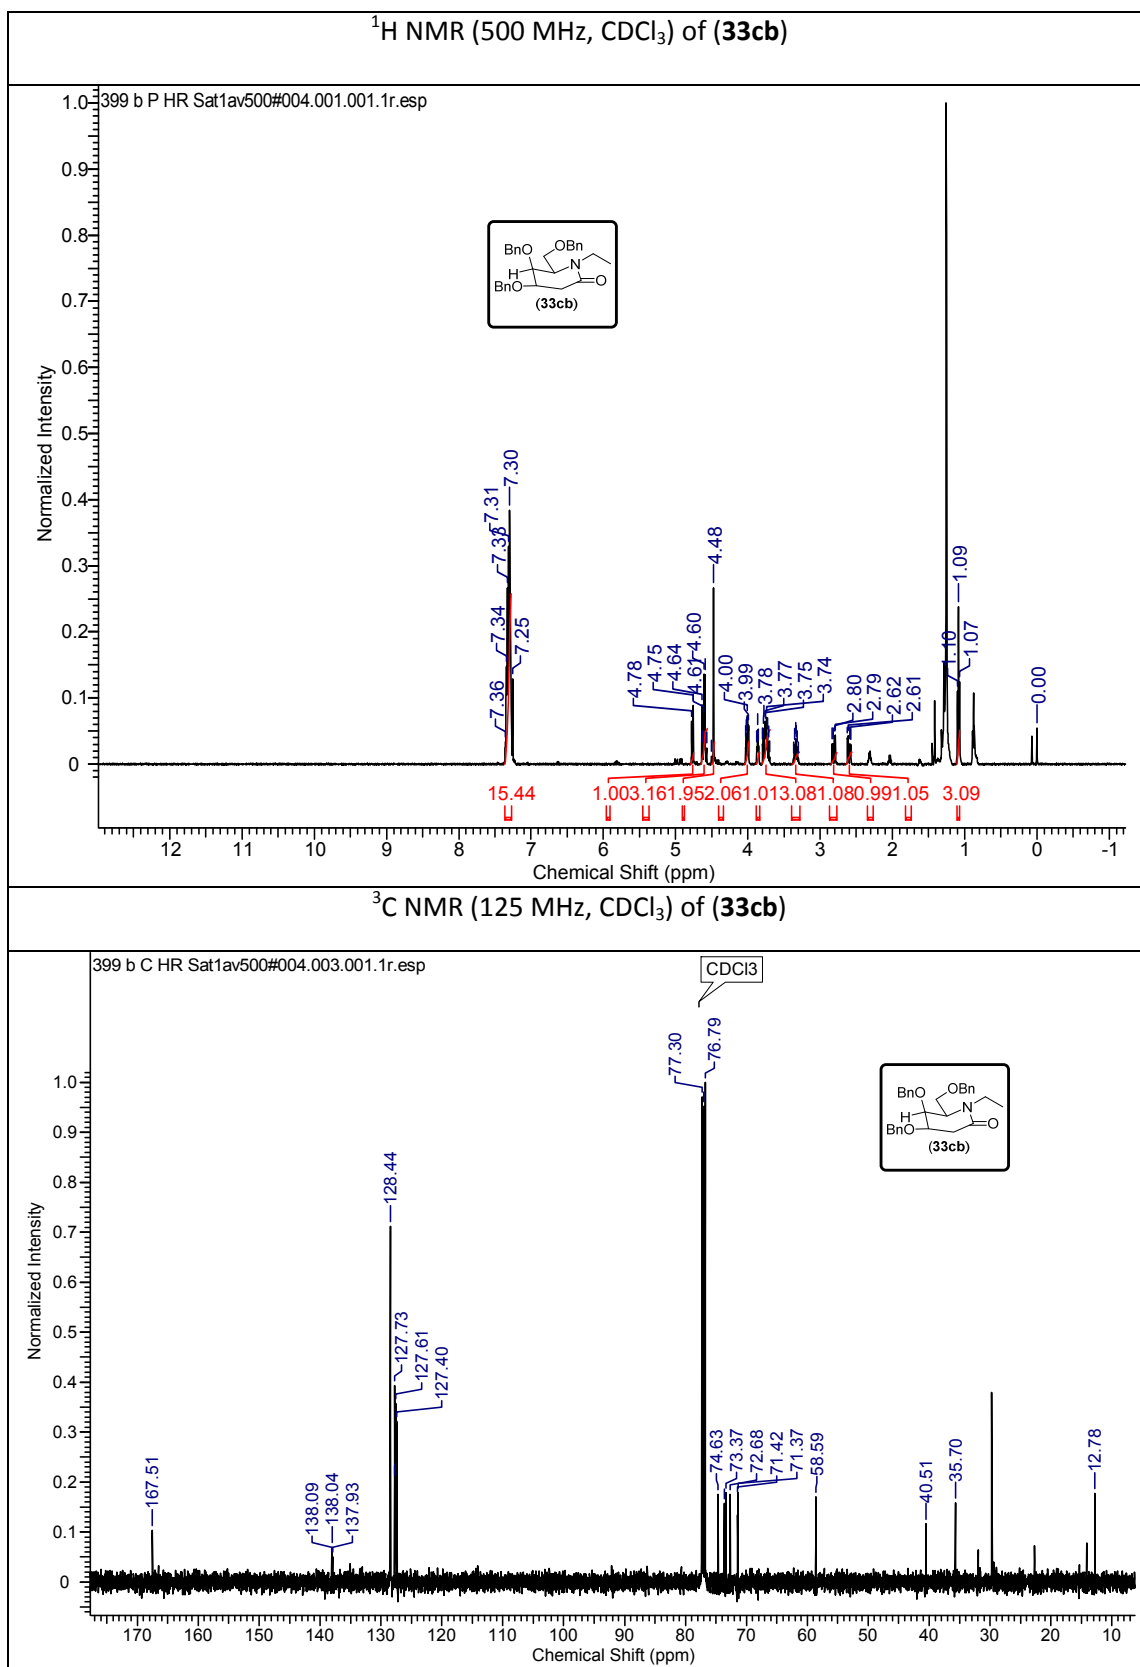 ¹H NMR (500 MHz, CDCl₃) of (33cb)
399 b P HR Sat1av500#004.001.001.1r.esp
1.0
0.9
0.8
0.7
0.6
0.5
0.4
0.3
0.2
0.1
0
Normalized Intensity
BnO
OBn
H
N
BnO
O
(33cb)
7.36
7.34
7.33
7.31
7.30
7.25
4.78
4.75
4.64
4.61
4.60
4.48
4.00
3.99
3.78
3.77
3.75
3.74
2.80
2.79
2.62
2.61
1.10
1.09
1.07
0.00
15.44 1.00 3.16 1.95 2.06 1.01 3.08 1.08 0.99 1.05 3.09
12 11 10 9 8 7 6 5 4 3 2 1 0 -1
Chemical Shift (ppm)
³C NMR (125 MHz, CDCl₃) of (33cb)
399 b C HR Sat1av500#004.003.001.1r.esp
CDCl3
1.0
0.9
0.8
0.7
0.6
0.5
0.4
0.3
0.2
0.1
0
Normalized Intensity
BnO
OBn
H
N
BnO
O
(33cb)
167.51
138.09
138.04
137.93
128.44
127.73
127.61
127.40
77.30
76.79
74.63
73.37
72.68
71.42
71.37
58.59
40.51
35.70
12.78
170 160 150 140 130 120 110 100 90 80 70 60 50 40 30 20 10
Chemical Shift (ppm)